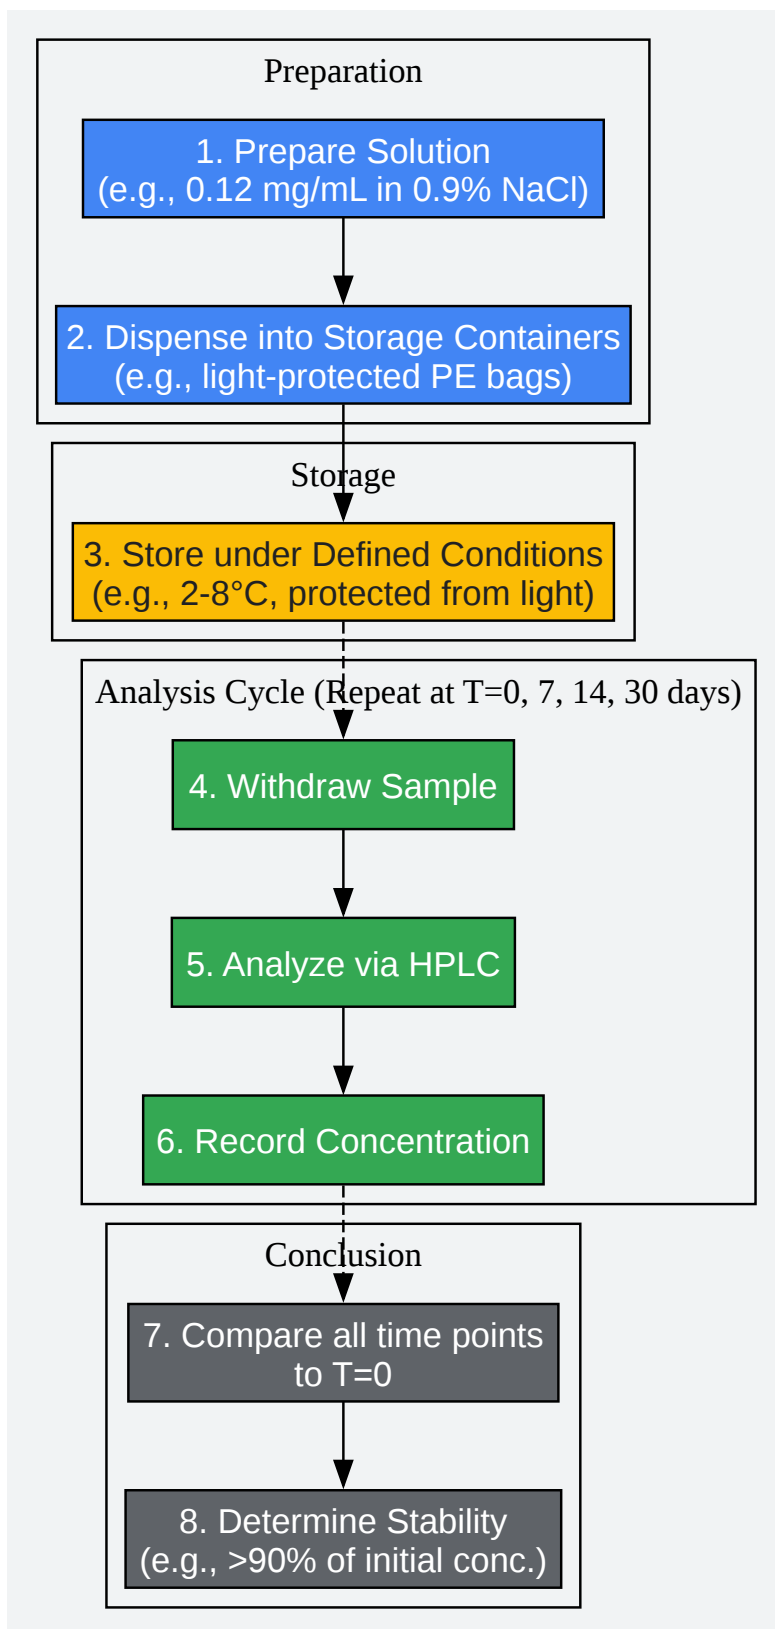 Preparation
1. Prepare Solution
(e.g., 0.12 mg/mL in 0.9% NaCl)
2. Dispense into Storage Containers
(e.g., light-protected PE bags)
Storage
3. Store under Defined Conditions
(e.g., 2-8°C, protected from light)
Analysis Cycle (Repeat at T=0, 7, 14, 30 days)
4. Withdraw Sample
5. Analyze via HPLC
6. Record Concentration
Conclusion
7. Compare all time points
to T=0
8. Determine Stability
(e.g., >90% of initial conc.)